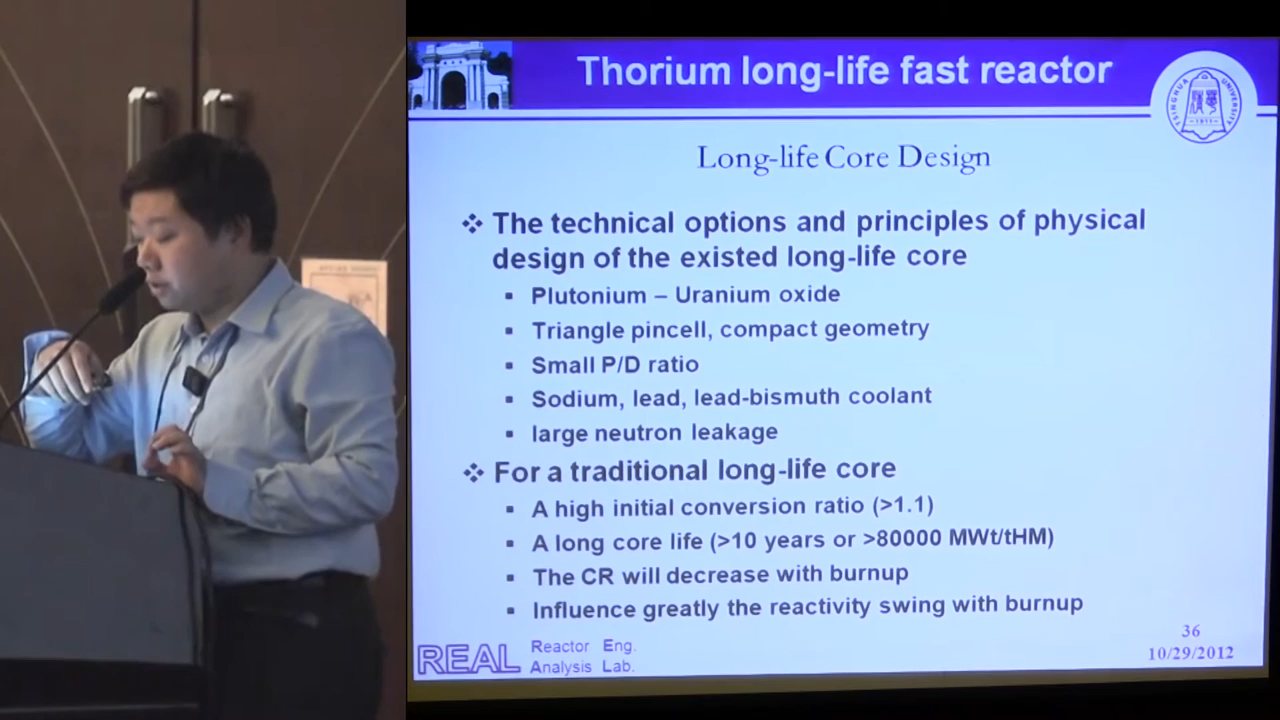 Thorium long-life fast reactor
TSINGHUA UNIVERSITY
Long-life Core Design
❖ The technical options and principles of physical
design of the existed long-life core
▪ Plutonium – Uranium oxide
▪ Triangle pincell, compact geometry
▪ Small P/D ratio
▪ Sodium, lead, lead-bismuth coolant
▪ large neutron leakage
❖ For a traditional long-life core
▪ A high initial conversion ratio (>1.1)
▪ A long core life (>10 years or >80000 MWt/tHM)
▪ The CR will decrease with burnup
▪ Influence greatly the reactivity swing with burnup
REAL
Reactor Eng.
Analysis Lab.
36
10/29/2012